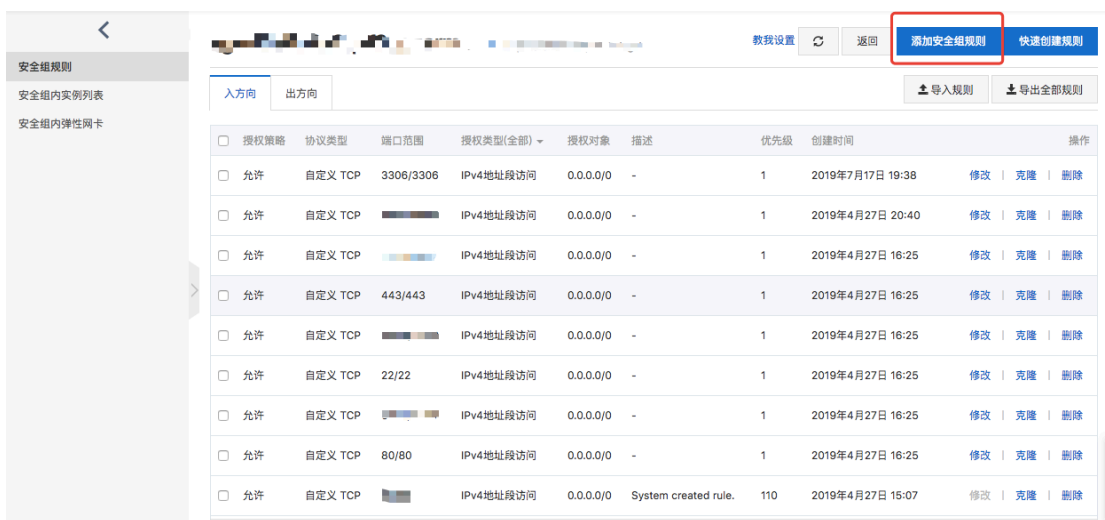 教我设置 返回 添加安全组规则 快速创建规则
安全组规则
安全组内实例列表
安全组内弹性网卡
入方向 出方向 导入规则 导出全部规则
授权策略 协议类型 端口范围 授权类型(全部) 授权对象 描述 优先级 创建时间 操作
允许 自定义 TCP 3306/3306 IPv4地址段访问 0.0.0.0/0 - 1 2019年7月17日 19:38 修改 | 克隆 | 删除
允许 自定义 TCP IPv4地址段访问 0.0.0.0/0 - 1 2019年4月27日 20:40 修改 | 克隆 | 删除
允许 自定义 TCP IPv4地址段访问 0.0.0.0/0 - 1 2019年4月27日 16:25 修改 | 克隆 | 删除
允许 自定义 TCP 443/443 IPv4地址段访问 0.0.0.0/0 - 1 2019年4月27日 16:25 修改 | 克隆 | 删除
允许 自定义 TCP IPv4地址段访问 0.0.0.0/0 - 1 2019年4月27日 16:25 修改 | 克隆 | 删除
允许 自定义 TCP 22/22 IPv4地址段访问 0.0.0.0/0 - 1 2019年4月27日 16:25 修改 | 克隆 | 删除
允许 自定义 TCP IPv4地址段访问 0.0.0.0/0 - 1 2019年4月27日 16:25 修改 | 克隆 | 删除
允许 自定义 TCP 80/80 IPv4地址段访问 0.0.0.0/0 - 1 2019年4月27日 16:25 修改 | 克隆 | 删除
允许 自定义 TCP IPv4地址段访问 0.0.0.0/0 System created rule. 110 2019年4月27日 15:07 修改 | 克隆 | 删除